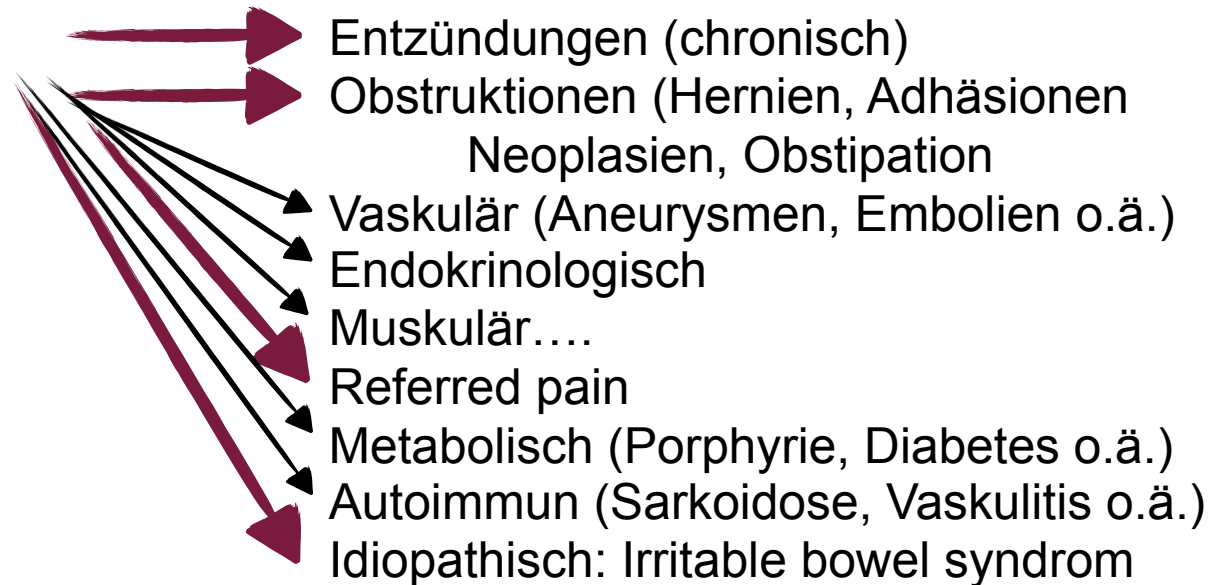 Entzündungen (chronisch)
Obstruktionen (Hernien, Adhäsionen
Neoplasien, Obstipation
Vaskulär (Aneurysmen, Embolien o.ä.)
Endokrinologisch
Muskulär….
Referred pain
Metabolisch (Porphyrie, Diabetes o.ä.)
Autoimmun (Sarkoidose, Vaskulitis o.ä.)
Idiopathisch: Irritable bowel syndrom